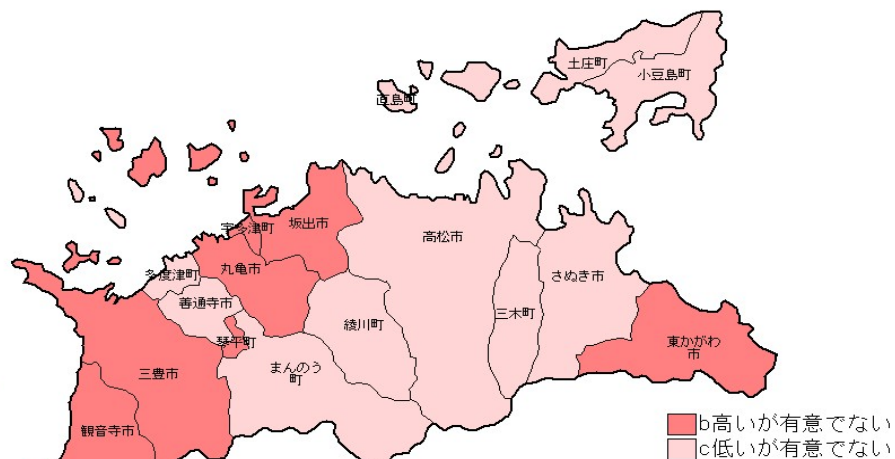 土庄町
小豆島町
直島町
宇多津町
坂出市
高松市
丸亀市
多度津町
さぬき市
善通寺市
三木町
綾川町
琴平町
東かがわ
市
まんのう
町
三豊市
観音寺市
b高いが有意でない
c低いが有意でない